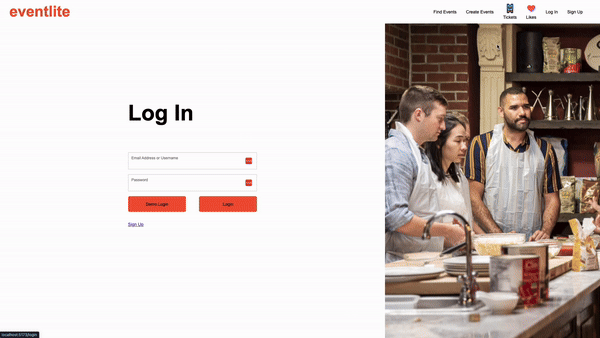 eventlite
Find Events
Create Events
Tickets
Likes
Log In
Sign Up
Log In
Email Address or Username
Password
Demo Login
Login
Sign Up
localhost:5173/login